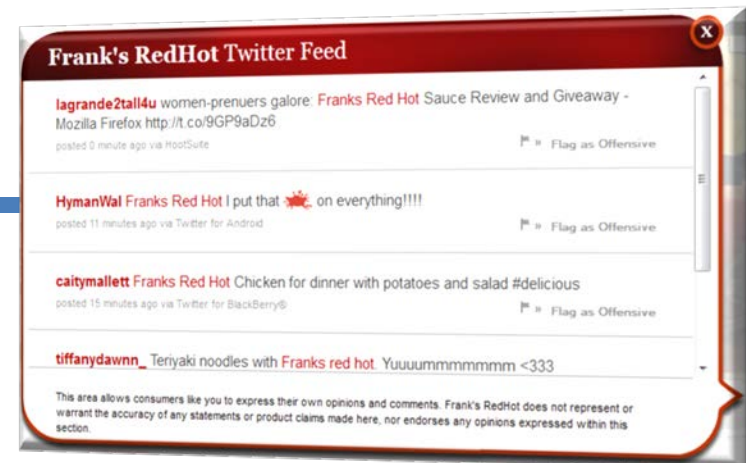 Frank's RedHot Twitter Feed
X
lagrande2tall4u women-prenuers galore: Franks Red Hot Sauce Review and Giveaway -
Mozilla Firefox http://t.co/9GP9aDz6
posted 0 minute ago via HootSuite
» Flag as Offensive
HymanWal Franks Red Hot I put that on everything!!!!
posted 11 minutes ago via Twitter for Android
» Flag as Offensive
caitymallett Franks Red Hot Chicken for dinner with potatoes and salad #delicious
posted 15 minutes ago via Twitter for BlackBerry®
» Flag as Offensive
tiffanydawnn_ Teriyaki noodles with Franks red hot. Yuuuummmmmmm <333
This area allows consumers like you to express their own opinions and comments. Frank's RedHot does not represent or
warrant the accuracy of any statements or product claims made here, nor endorses any opinions expressed within this
section.